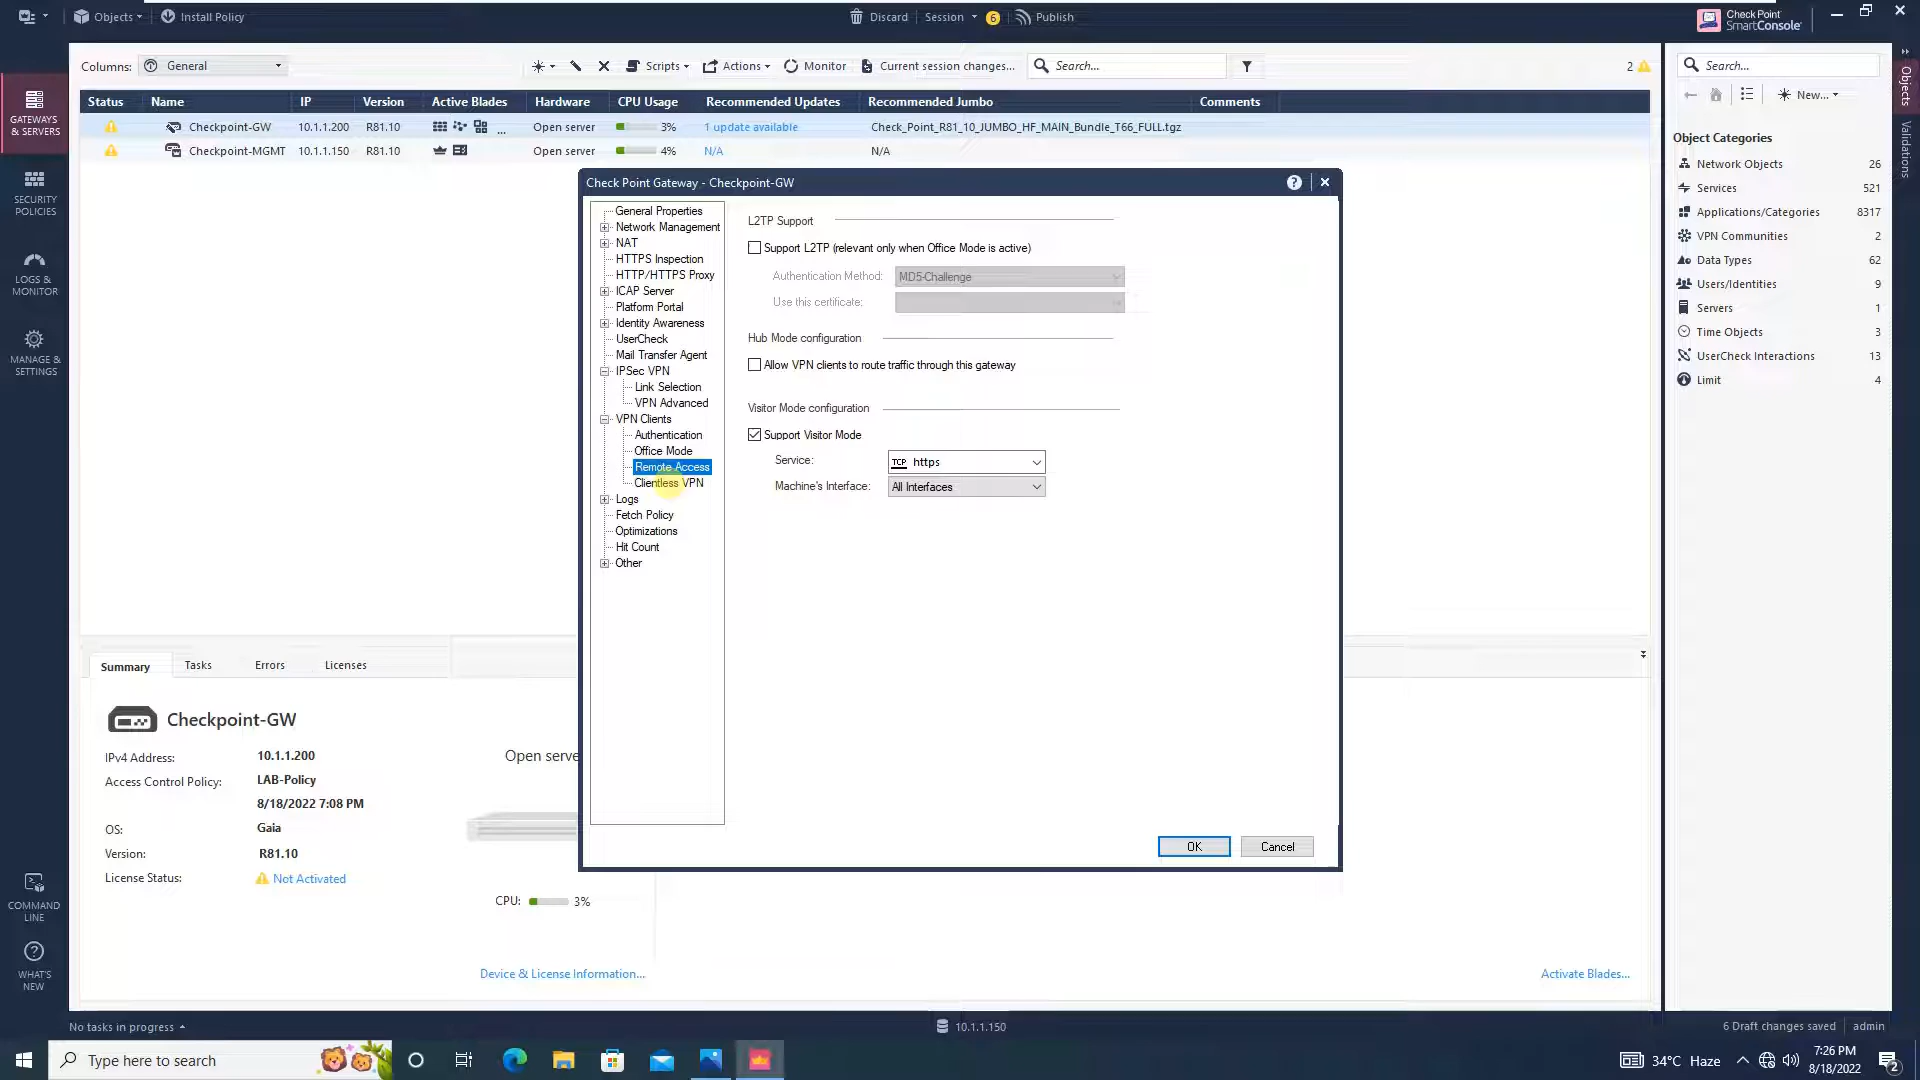 Objects
Install Policy
Discard
Session
6
Publish
Check Point
SmartConsole
Columns:
General
Scripts
Actions
Monitor
Current session changes...
Search...
2
Status
Name
IP
Version
Active Blades
Hardware
CPU Usage
Recommended Updates
Recommended Jumbo
Comments
Checkpoint-GW
10.1.1.200
R81.10
...
Open server
3%
1 update available
Check_Point_R81_10_JUMBO_HF_MAIN_Bundle_T66_FULL.tgz
Checkpoint-MGMT
10.1.1.150
R81.10
Open server
4%
N/A
N/A
GATEWAYS
& SERVERS
SECURITY
POLICIES
LOGS &
MONITOR
MANAGE &
SETTINGS
COMMAND
LINE
WHAT'S
NEW
Check Point Gateway - Checkpoint-GW
General Properties
Network Management
NAT
HTTPS Inspection
HTTP/HTTPS Proxy
ICAP Server
Platform Portal
Identity Awareness
UserCheck
Mail Transfer Agent
IPSec VPN
Link Selection
VPN Advanced
VPN Clients
Authentication
Office Mode
Remote Access
Clientless VPN
Logs
Fetch Policy
Optimizations
Hit Count
Other
L2TP Support
Support L2TP (relevant only when Office Mode is active)
Authentication Method:
MD5-Challenge
Use this certificate:
Hub Mode configuration
Allow VPN clients to route traffic through this gateway
Visitor Mode configuration
Support Visitor Mode
Service:
TCP https
Machine's Interface:
All Interfaces
OK
Cancel
Summary
Tasks
Errors
Licenses
Checkpoint-GW
IPv4 Address:
10.1.1.200
Access Control Policy:
LAB-Policy
8/18/2022 7:08 PM
OS:
Gaia
Version:
R81.10
License Status:
Not Activated
Open serve
CPU:
3%
Device & License Information...
Activate Blades...
Search...
New...
Object Categories
Network Objects 26
Services 521
Applications/Categories 8317
VPN Communities 2
Data Types 62
Users/Identities 9
Servers 1
Time Objects 3
UserCheck Interactions 13
Limit 4
Objects
Validations
No tasks in progress
10.1.1.150
6 Draft changes saved
admin
Type here to search
34°C Haze
7:26 PM
8/18/2022
2